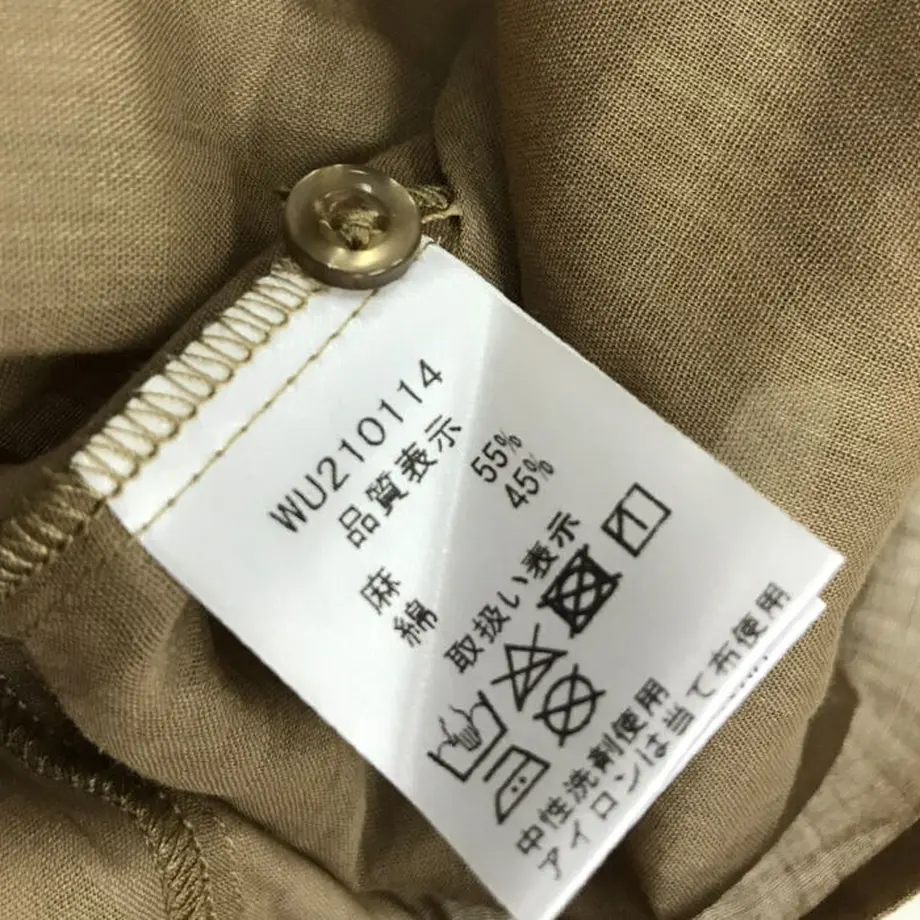 WU210114
品質表示
麻 55%
綿 45%
取扱い表示
中性洗剤使用
アイロンは当て布使用